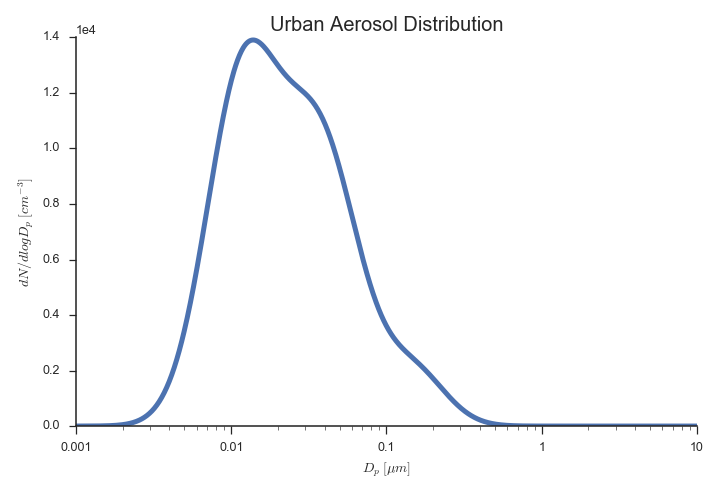 Urban Aerosol Distribution
1e4
1.4
1.2
1.0
0.8
0.6
0.4
0.2
0.0
dN/dlogD_p [cm^{-3}]
0.001 0.01 0.1 1 10
D_p [μm]